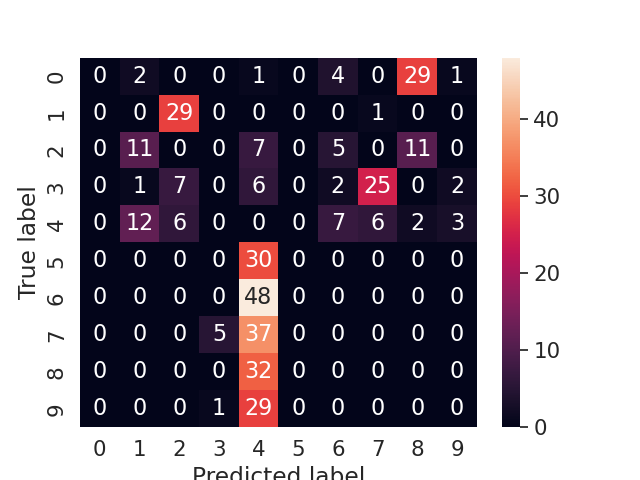 0 2 0 0 1 0 4 0 29 1
0 0 29 0 0 0 0 1 0 0
0 11 0 0 7 0 5 0 11 0
0 1 7 0 6 0 2 25 0 2
0 12 6 0 0 0 7 6 2 3
0 0 0 0 30 0 0 0 0 0
0 0 0 0 48 0 0 0 0 0
0 0 0 5 37 0 0 0 0 0
0 0 0 0 32 0 0 0 0 0
0 0 0 1 29 0 0 0 0 0
0 1 2 3 4 5 6 7 8 9
Predicted label
True label
0
1
2
3
4
5
6
7
8
9
40
30
20
10
0